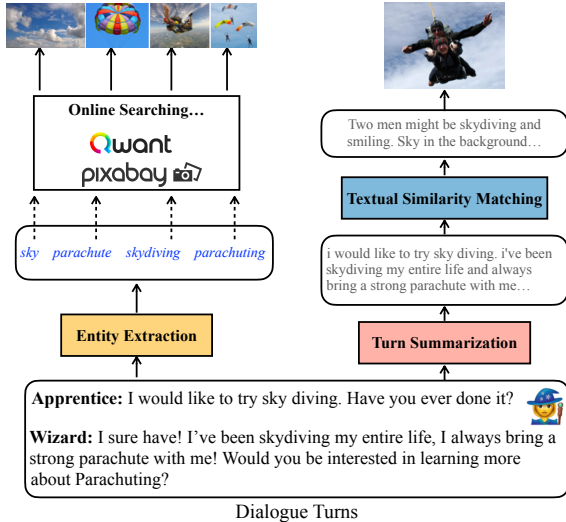 Online Searching…
Qwant
pixabay
sky parachute skydiving parachuting
Entity Extraction
Two men might be skydiving and
smiling. Sky in the background…
Textual Similarity Matching
i would like to try sky diving. i've been
skydiving my entire life and always
bring a strong parachute with me…
Turn Summarization
Apprentice: I would like to try sky diving. Have you ever done it?
Wizard: I sure have! I’ve been skydiving my entire life, I always bring a
strong parachute with me! Would you be interested in learning more
about Parachuting?
Dialogue Turns